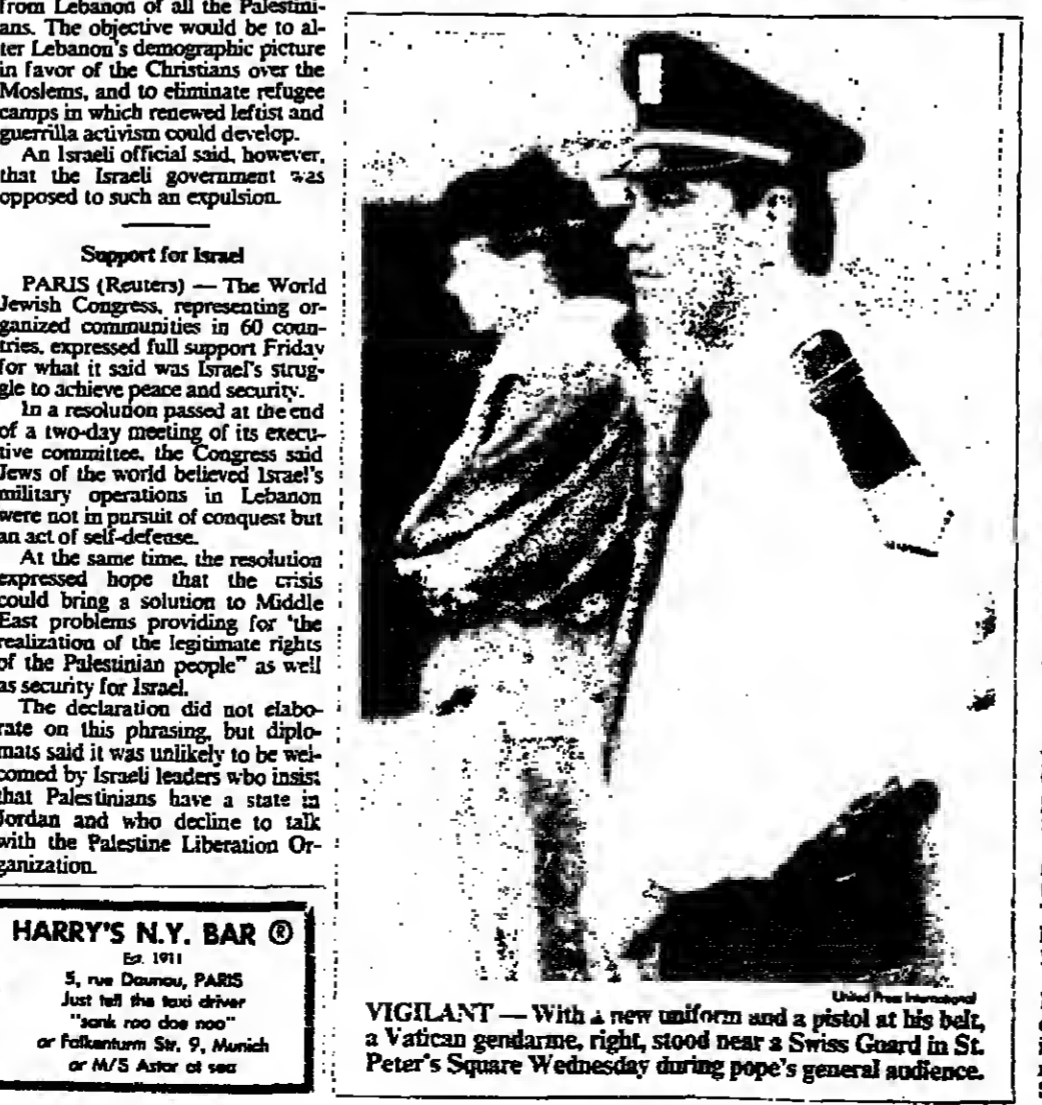 from Lebanon of all the Palestini-
ans. The objective would be to al-
ter Lebanon's demographic picture
in favor of the Christians over the
Moslems, and to eliminate refugee
camps in which renewed leftist and
guerrilla activism could develop.
An Israeli official said, however,
that the Israeli government was
opposed to such an expulsion.
Support for Israel
PARIS (Reuters) — The World
Jewish Congress, representing or-
ganized communities in 60 coun-
tries, expressed full support Friday
for what it said was Israel's strug-
gle to achieve peace and security.
In a resolution passed at the end
of a two-day meeting of its execu-
tive committee, the Congress said
Jews of the world believed Israel's
military operations in Lebanon
were not in pursuit of conquest but
an act of self-defense.
At the same time, the resolution
expressed hope that the crisis
could bring a solution to Middle
East problems providing for "the
realization of the legitimate rights
of the Palestinian people" as well
as security for Israel.
The declaration did not elabo-
rate on this phrasing, but diplo-
mats said it was unlikely to be wel-
comed by Israeli leaders who insist
that Palestinians have a state in
Jordan and who decline to talk
with the Palestine Liberation Or-
ganization.
HARRY'S N.Y. BAR ®
Est. 1911
5, rue Daunou, PARIS
Just tell the taxi driver
"sank roo doe noo"
or Falkenturm Str. 9, Munich
or M/S Astor at sea
United Press International
VIGILANT — With a new uniform and a pistol at his belt,
a Vatican gendarme, right, stood near a Swiss Guard in St.
Peter's Square Wednesday during pope's general audience.